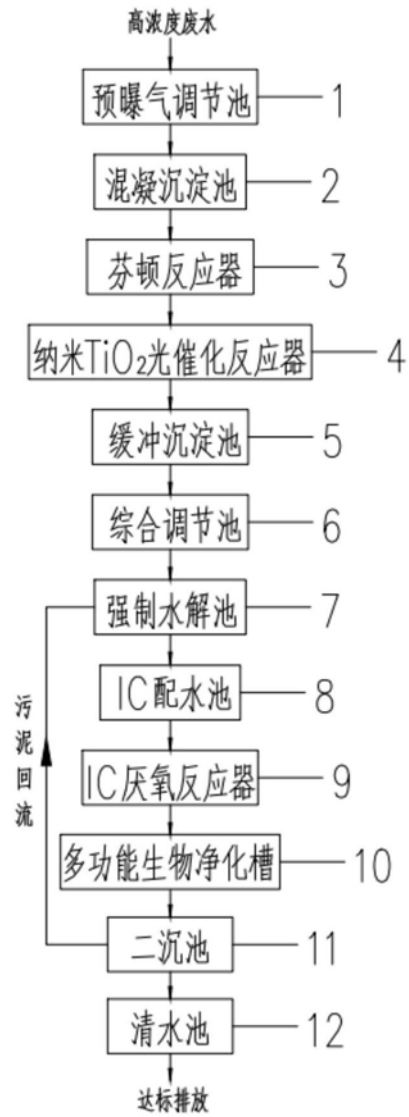 高浓度废水
预曝气调节池 1
混凝沉淀池 2
芬顿反应器 3
纳米TiO₂光催化反应器 4
缓冲沉淀池 5
综合调节池 6
强制水解池 7
IC配水池 8
污泥回流
IC厌氧反应器 9
多功能生物净化槽 10
二沉池 11
清水池 12
达标排放